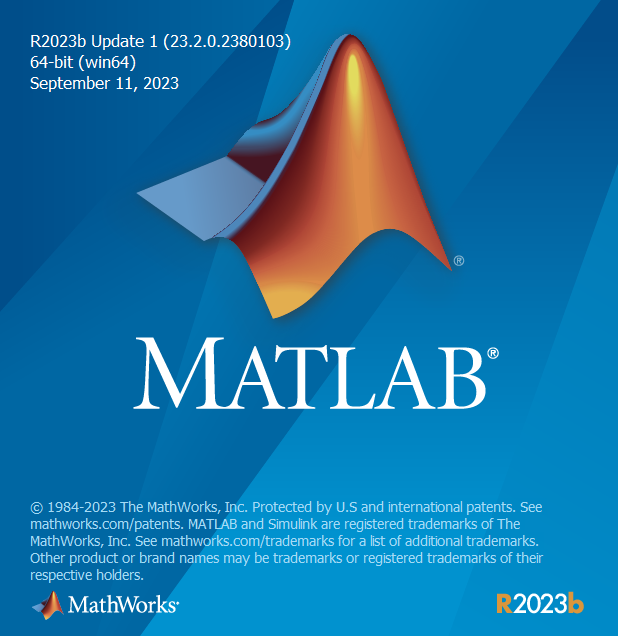 R2023b Update 1 (23.2.0.2380103)
64-bit (win64)
September 11, 2023
®
MATLAB®
© 1984-2023 The MathWorks, Inc. Protected by U.S and international patents. See
mathworks.com/patents. MATLAB and Simulink are registered trademarks of The
MathWorks, Inc. See mathworks.com/trademarks for a list of additional trademarks.
Other product or brand names may be trademarks or registered trademarks of their
respective holders.
MathWorks®
R2023b